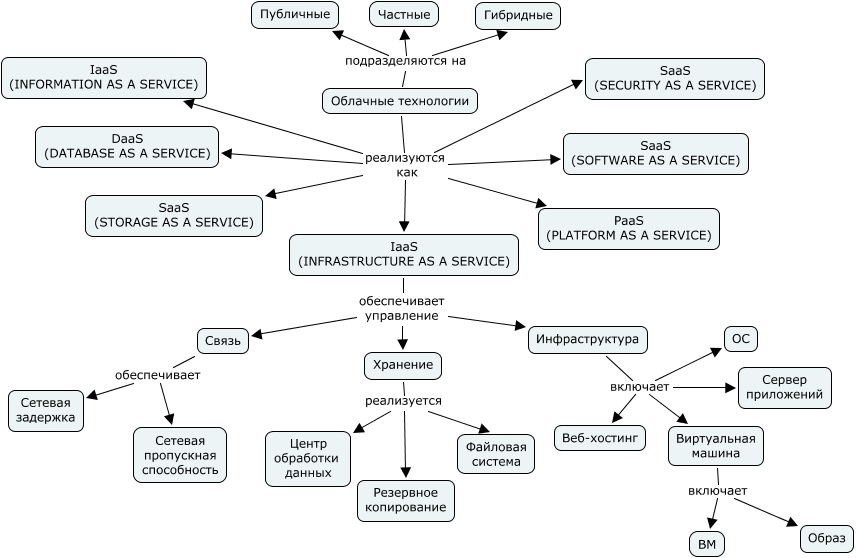 Публичные
Частные
Гибридные
подразделяются на
Облачные технологии
IaaS
(INFORMATION AS A SERVICE)
SaaS
(SECURITY AS A SERVICE)
DaaS
(DATABASE AS A SERVICE)
реализуются
как
SaaS
(SOFTWARE AS A SERVICE)
SaaS
(STORAGE AS A SERVICE)
PaaS
(PLATFORM AS A SERVICE)
IaaS
(INFRASTRUCTURE AS A SERVICE)
обеспечивает
управление
Связь
Хранение
Инфраструктура
ОС
обеспечивает
реализуется
включает
Сервер
приложений
Сетевая
задержка
Сетевая
пропускная
способность
Центр
обработки
данных
Резервное
копирование
Файловая
система
Веб-хостинг
Виртуальная
машина
включает
ВМ
Образ